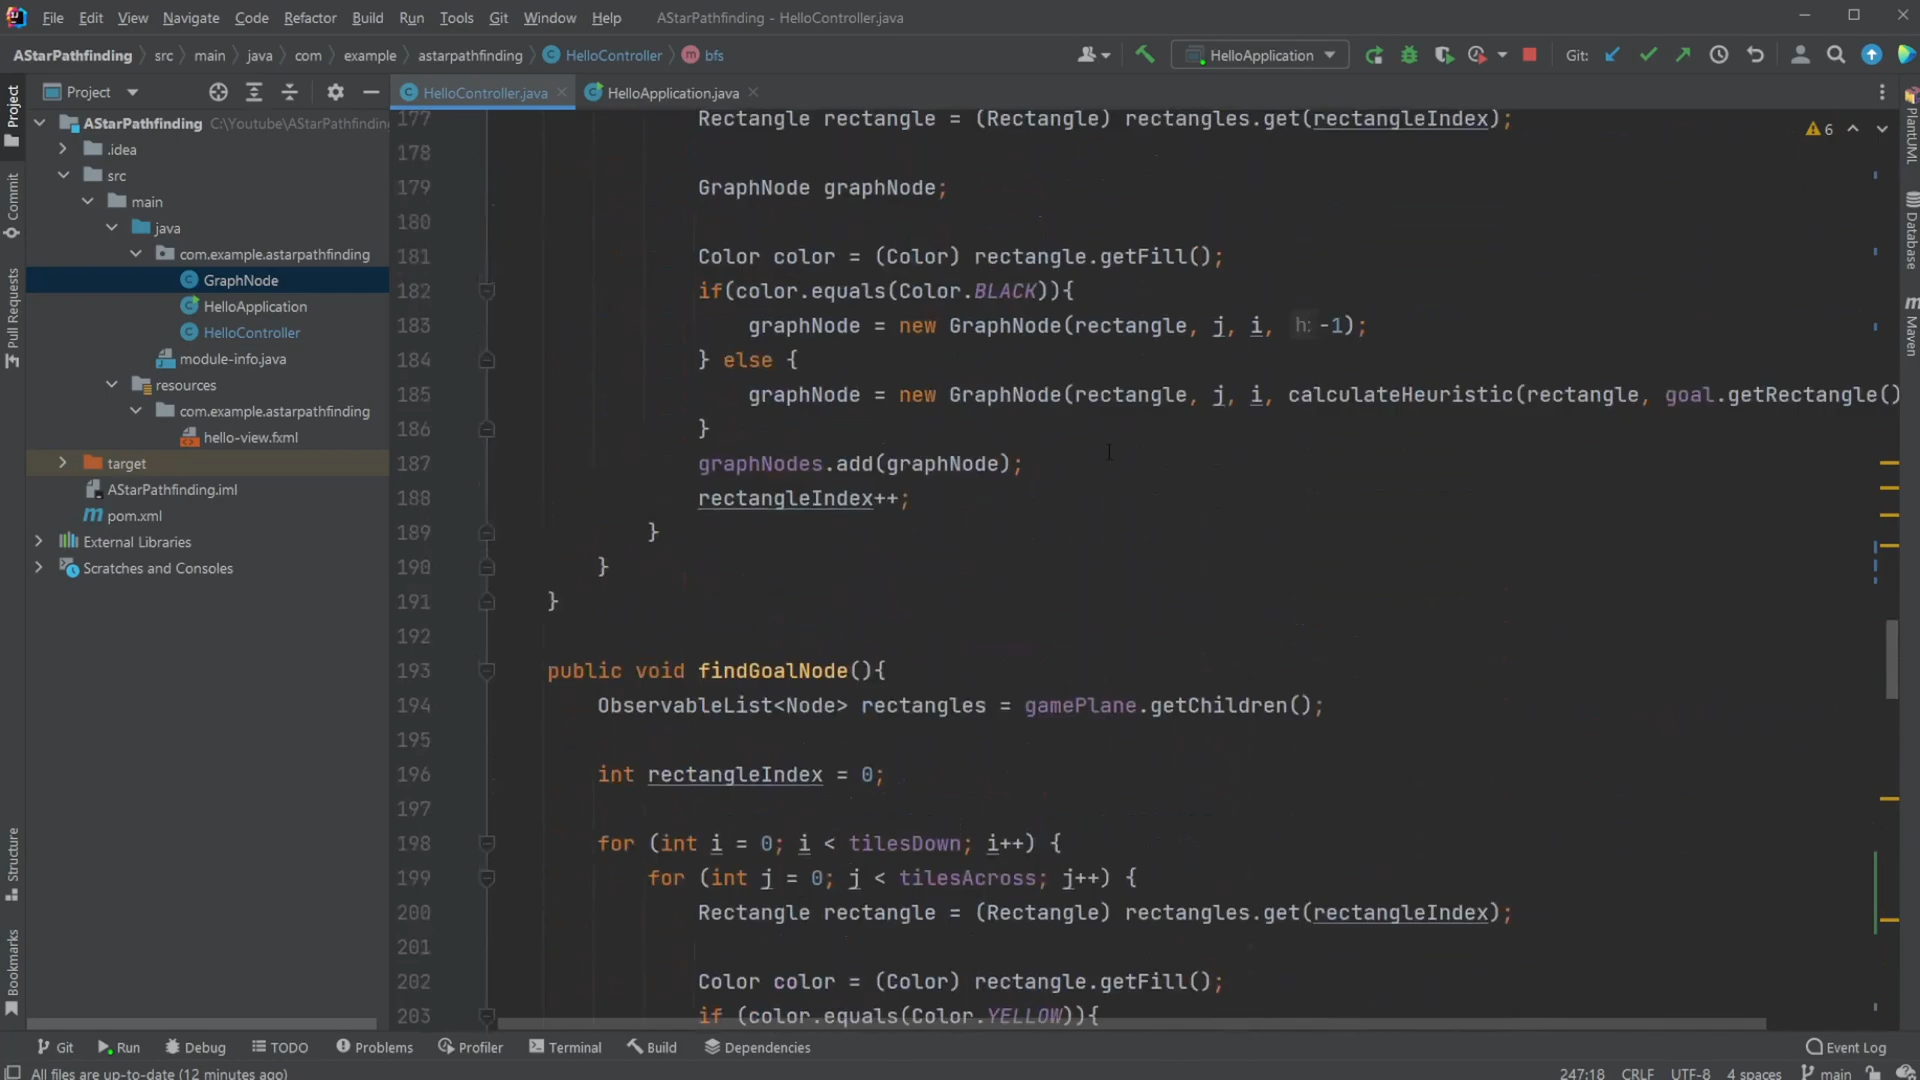 File Edit View Navigate Code Refactor Build Run Tools Git Window Help AStarPathfinding - HelloController.java
AStarPathfinding src main java com example astarpathfinding HelloController bfs HelloApplication Git:
Project HelloController.java HelloApplication.java
AStarPathfinding C:\Youtube\AStarPathfindin
.idea
src
main
java
com.example.astarpathfinding
GraphNode
HelloApplication
HelloController
module-info.java
resources
com.example.astarpathfinding
hello-view.fxml
target
AStarPathfinding.iml
pom.xml
External Libraries
Scratches and Consoles
Project
Commit
Pull Requests
Structure
Bookmarks
177 Rectangle rectangle = (Rectangle) rectangles.get(rectangleIndex);
178
179 GraphNode graphNode;
180
181 Color color = (Color) rectangle.getFill();
182 if(color.equals(Color.BLACK)){
183 graphNode = new GraphNode(rectangle, j, i, h: -1);
184 } else {
185 graphNode = new GraphNode(rectangle, j, i, calculateHeuristic(rectangle, goal.getRectangle()
186 }
187 graphNodes.add(graphNode);
188 rectangleIndex++;
189 }
190 }
191 }
192
193 public void findGoalNode(){
194 ObservableList<Node> rectangles = gamePlane.getChildren();
195
196 int rectangleIndex = 0;
197
198 for (int i = 0; i < tilesDown; i++) {
199 for (int j = 0; j < tilesAcross; j++) {
200 Rectangle rectangle = (Rectangle) rectangles.get(rectangleIndex);
201
202 Color color = (Color) rectangle.getFill();
203 if (color.equals(Color.YELLOW)){
6
PlantUML
Database
m Maven
Git Run Debug TODO Problems Profiler Terminal Build Dependencies Event Log
All files are up-to-date (12 minutes ago) 247:18 CRLF UTF-8 4 spaces main